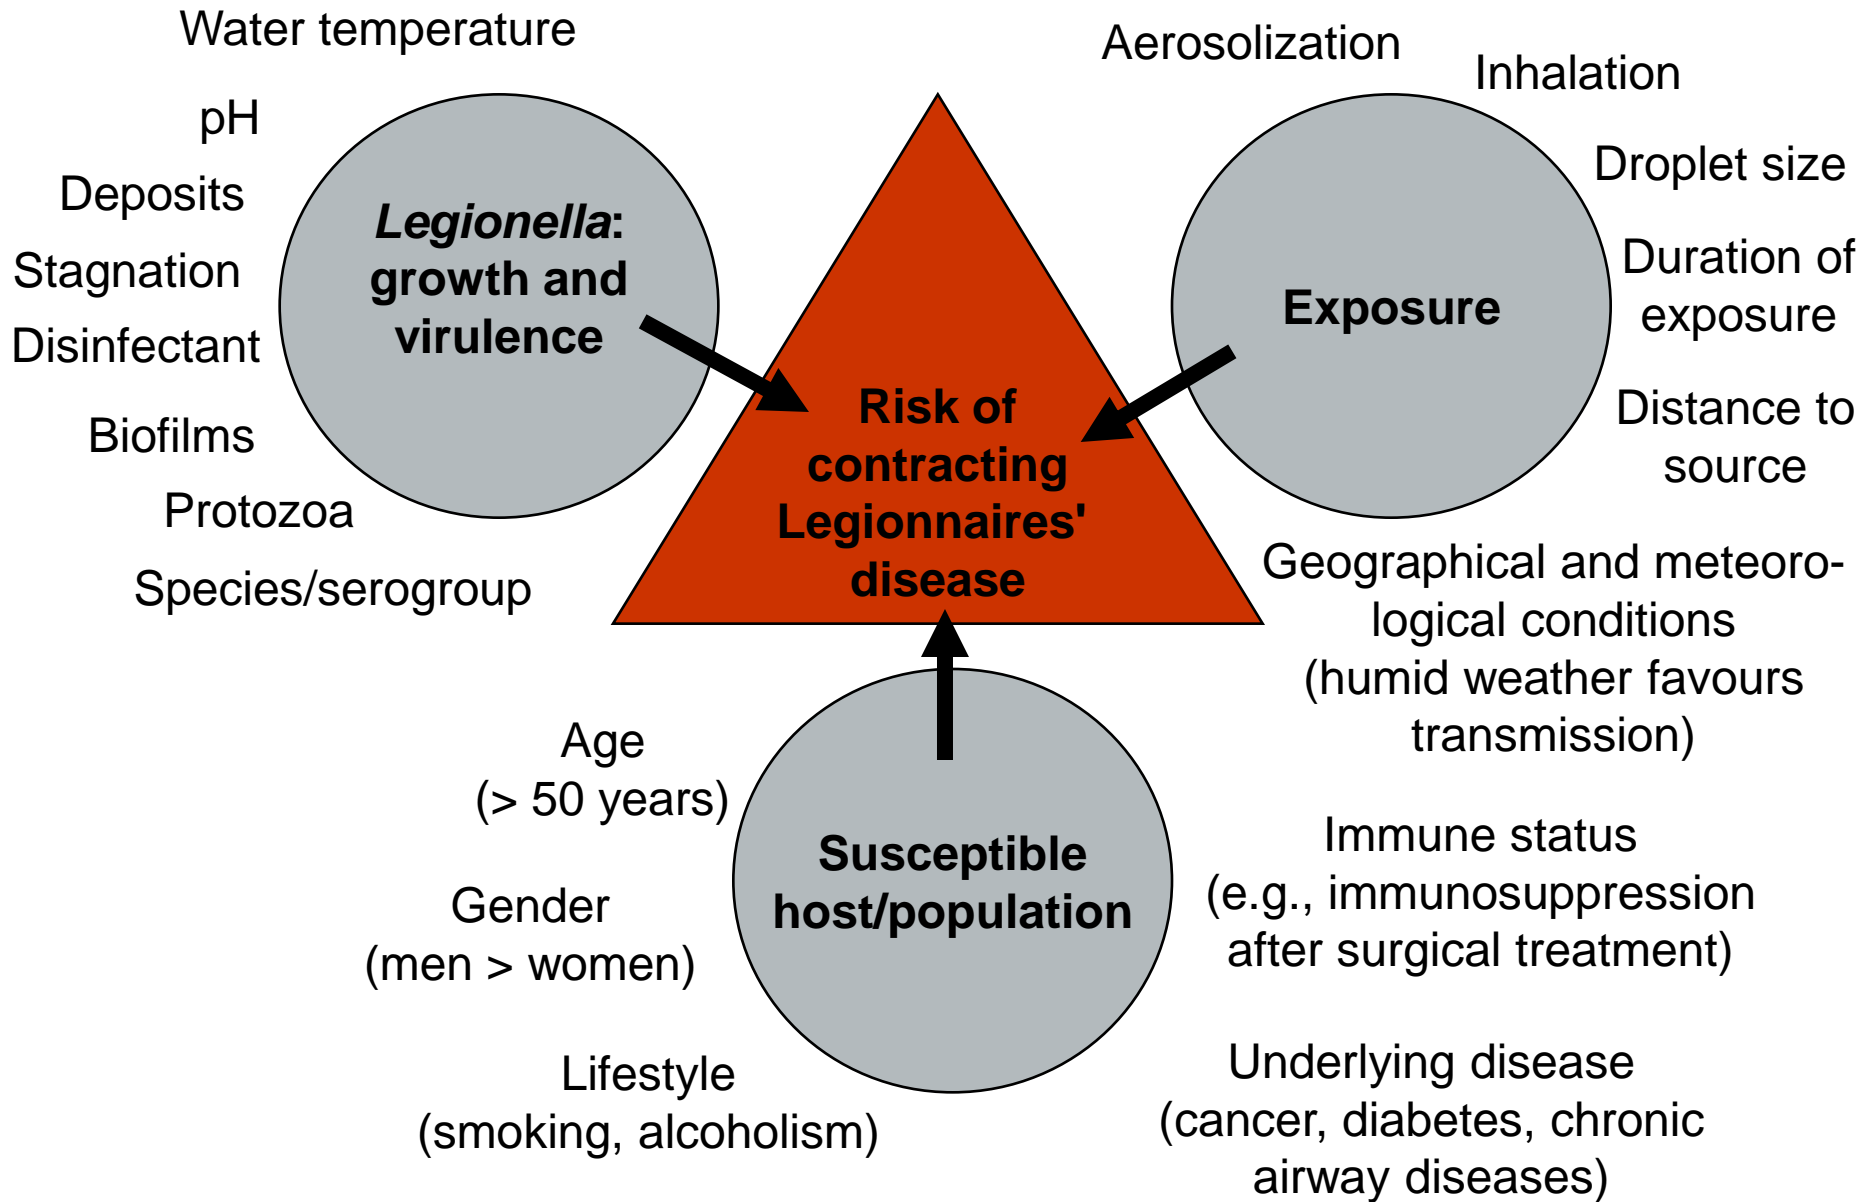 Water temperature
pH
Deposits
Stagnation
Disinfectant
Biofilms
Protozoa
Species/serogroup
Legionella:
growth and
virulence
Risk of
contracting
Legionnaires'
disease
Aerosolization
Inhalation
Droplet size
Duration of
exposure
Distance to
source
Geographical and meteoro-
logical conditions
(humid weather favours
transmission)
Exposure
Age
(> 50 years)
Gender
(men > women)
Lifestyle
(smoking, alcoholism)
Susceptible
host/population
Immune status
(e.g., immunosuppression
after surgical treatment)
Underlying disease
(cancer, diabetes, chronic
airway diseases)